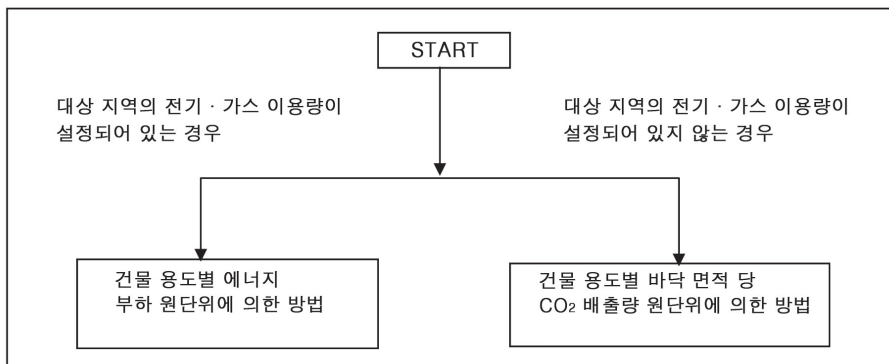 START
대상 지역의 전기 · 가스 이용량이
설정되어 있는 경우
대상 지역의 전기 · 가스 이용량이
설정되어 있지 않는 경우
건물 용도별 에너지
부하 원단위에 의한 방법
건물 용도별 바닥 면적 당
CO₂ 배출량 원단위에 의한 방법